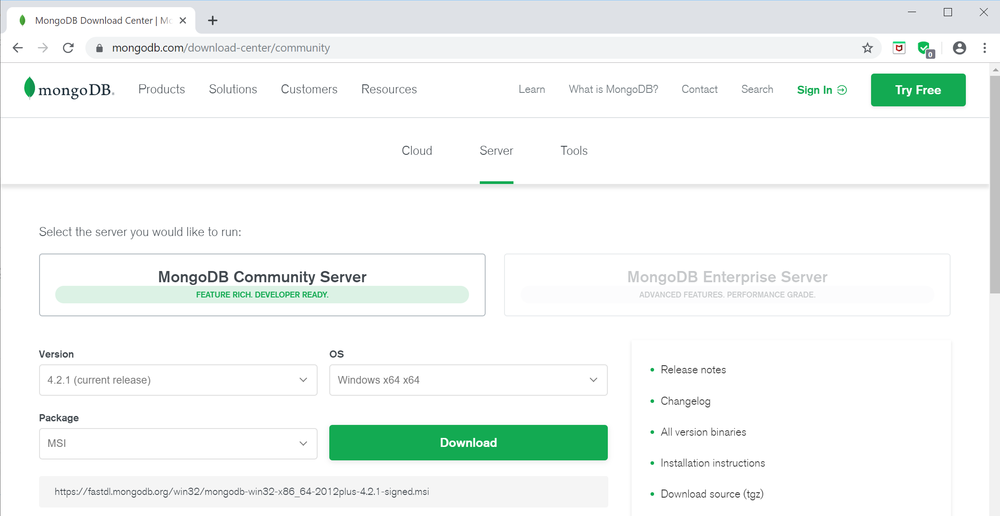 MongoDB Download Center | Mo
mongodb.com/download-center/community
0
mongoDB®
Products Solutions Customers Resources Learn What is MongoDB? Contact Search Sign In Try Free
Cloud Server Tools
Select the server you would like to run:
MongoDB Community Server
FEATURE RICH. DEVELOPER READY.
MongoDB Enterprise Server
ADVANCED FEATURES. PERFORMANCE GRADE.
Version
4.2.1 (current release)
OS
Windows x64 x64
Package
MSI
Download
https://fastdl.mongodb.org/win32/mongodb-win32-x86_64-2012plus-4.2.1-signed.msi
Release notes
Changelog
All version binaries
Installation instructions
Download source (tgz)